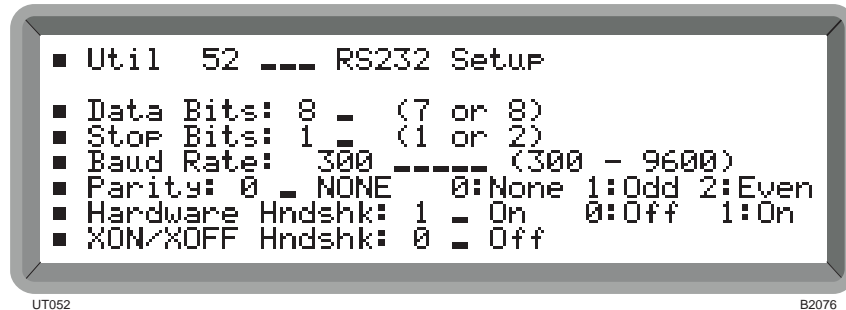 ■ Util 52 ___ RS232 Setup
■ Data Bits: 8 _ (7 or 8)
■ Stop Bits: 1 _ (1 or 2)
■ Baud Rate: 300 _____ (300 - 9600)
■ Parity: 0 _ NONE 0:None 1:Odd 2:Even
■ Hardware Hndshk: 1 _ On 0:Off 1:On
■ XON/XOFF Hndshk: 0 _ Off
UT052 B2076